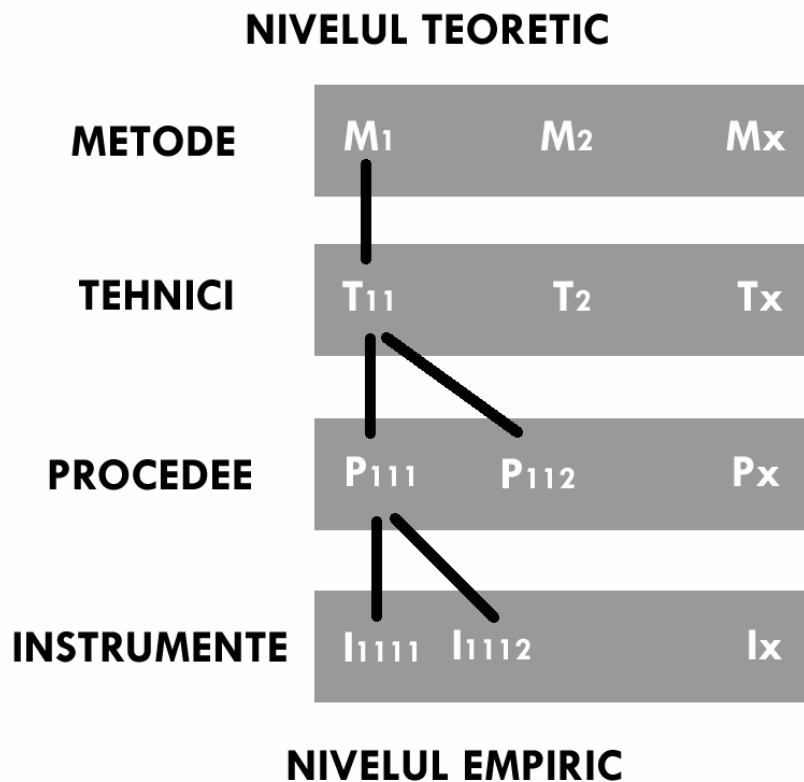 NIVELUL TEORETIC
METODE M1 M2 Mx
TEHNICI T11 T2 Tx
PROCEDEE P111 P112 Px
INSTRUMENTE I1111 I1112 Ix
NIVELUL EMPIRIC